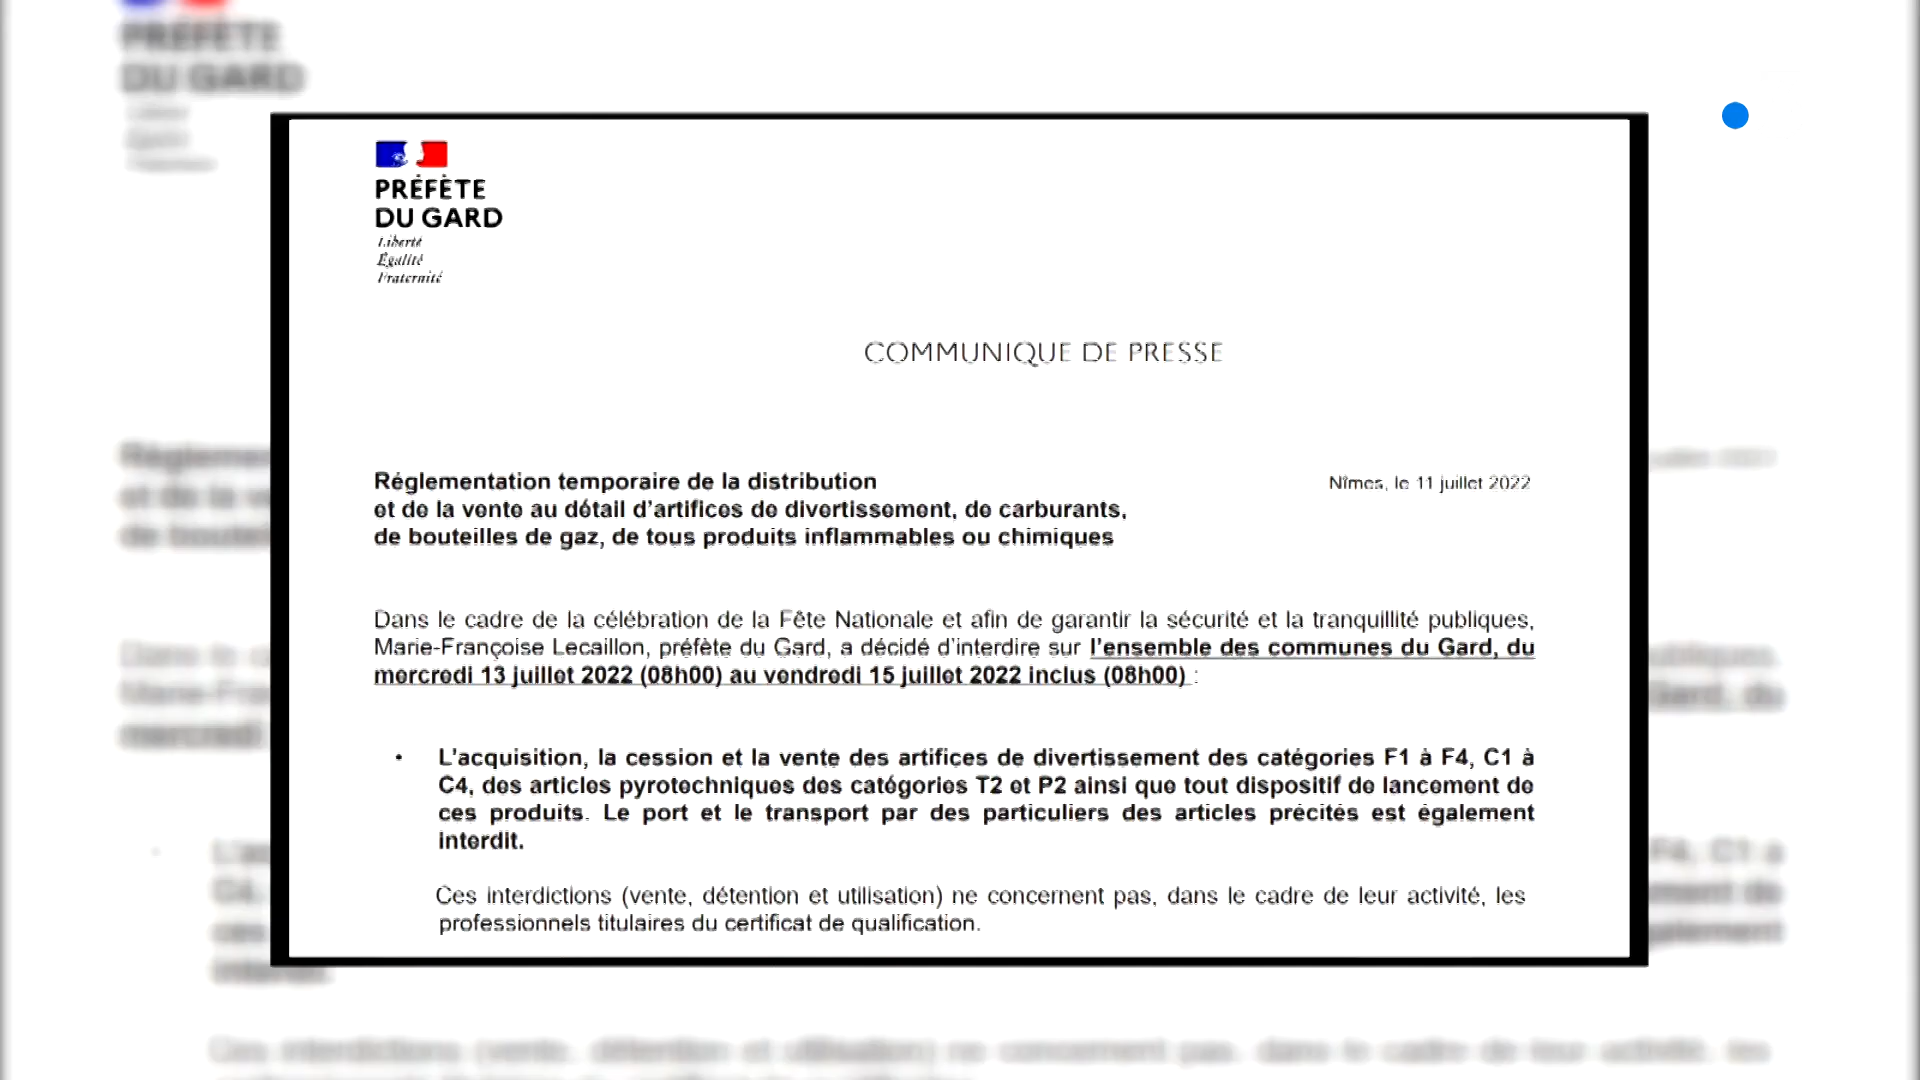 PRÉFÈTE
DU GARD
Liberté
Égalité
Fraternité
COMMUNIQUE DE PRESSE
Réglementation temporaire de la distribution
et de la vente au détail d'artifices de divertissement, de carburants,
de bouteilles de gaz, de tous produits inflammables ou chimiques
Nîmes, le 11 juillet 2022
Dans le cadre de la célébration de la Fête Nationale et afin de garantir la sécurité et la tranquillité publiques,
Marie-Françoise Lecaillon, préfète du Gard, a décidé d'interdire sur l'ensemble des communes du Gard, du
mercredi 13 juillet 2022 (08h00) au vendredi 15 juillet 2022 inclus (08h00) :
• L'acquisition, la cession et la vente des artifices de divertissement des catégories F1 à F4, C1 à
C4, des articles pyrotechniques des catégories T2 et P2 ainsi que tout dispositif de lancement de
ces produits. Le port et le transport par des particuliers des articles précités est également
interdit.
Ces interdictions (vente, détention et utilisation) ne concernent pas, dans le cadre de leur activité, les
professionnels titulaires du certificat de qualification.